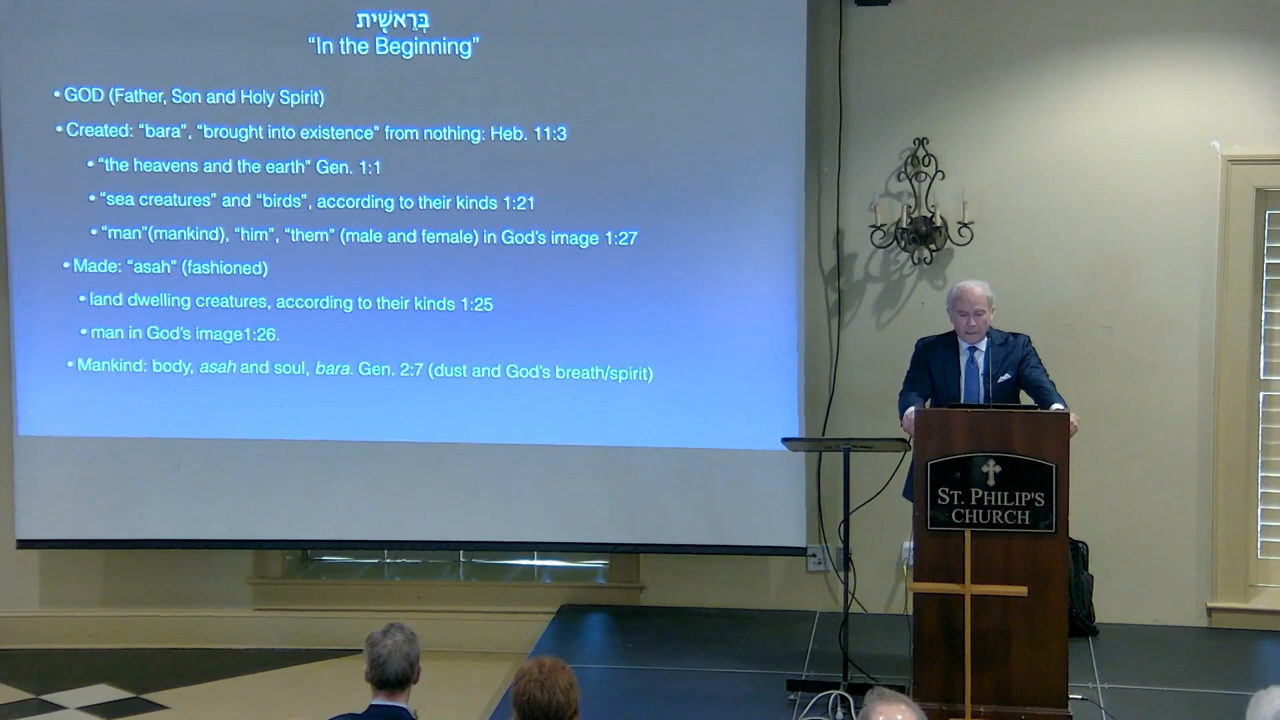 בְּרֵאשִׁ֖ית
“In the Beginning”
• GOD (Father, Son and Holy Spirit)
• Created: “bara”, “brought into existence” from nothing: Heb. 11:3
• “the heavens and the earth” Gen. 1:1
• “sea creatures” and “birds”, according to their kinds 1:21
• “man”(mankind), “him”, “them” (male and female) in God’s image 1:27
• Made: “asah” (fashioned)
• land dwelling creatures, according to their kinds 1:25
• man in God’s image1:26.
• Mankind: body, asah and soul, bara. Gen. 2:7 (dust and God’s breath/spirit)
ST. PHILIP'S
CHURCH